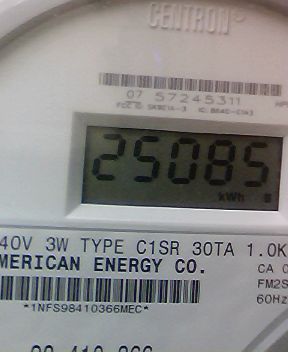 CENTRON®
07 57245311
25085
kWh
40V 3W TYPE C1SR 30TA 1.0K
MERICAN ENERGY CO.
CA 0
FM2S
60Hz
*1NFS98410366MEC*